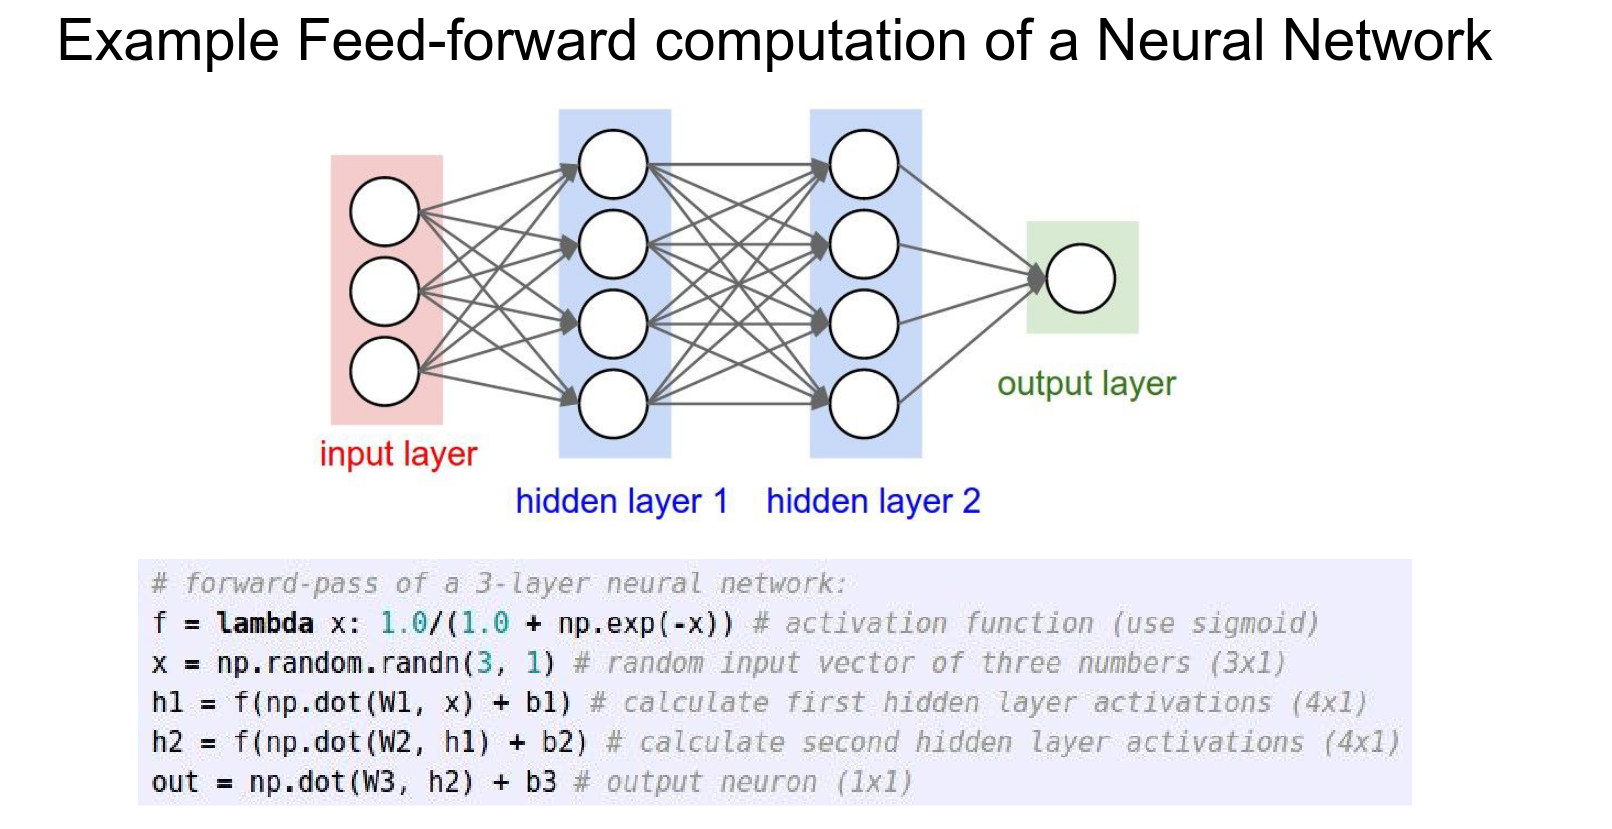 Example Feed-forward computation of a Neural Network
input layer
hidden layer 1
hidden layer 2
output layer
# forward-pass of a 3-layer neural network:
f = lambda x: 1.0/(1.0 + np.exp(-x)) # activation function (use sigmoid)
x = np.random.randn(3, 1) # random input vector of three numbers (3x1)
h1 = f(np.dot(W1, x) + b1) # calculate first hidden layer activations (4x1)
h2 = f(np.dot(W2, h1) + b2) # calculate second hidden layer activations (4x1)
out = np.dot(W3, h2) + b3 # output neuron (1x1)